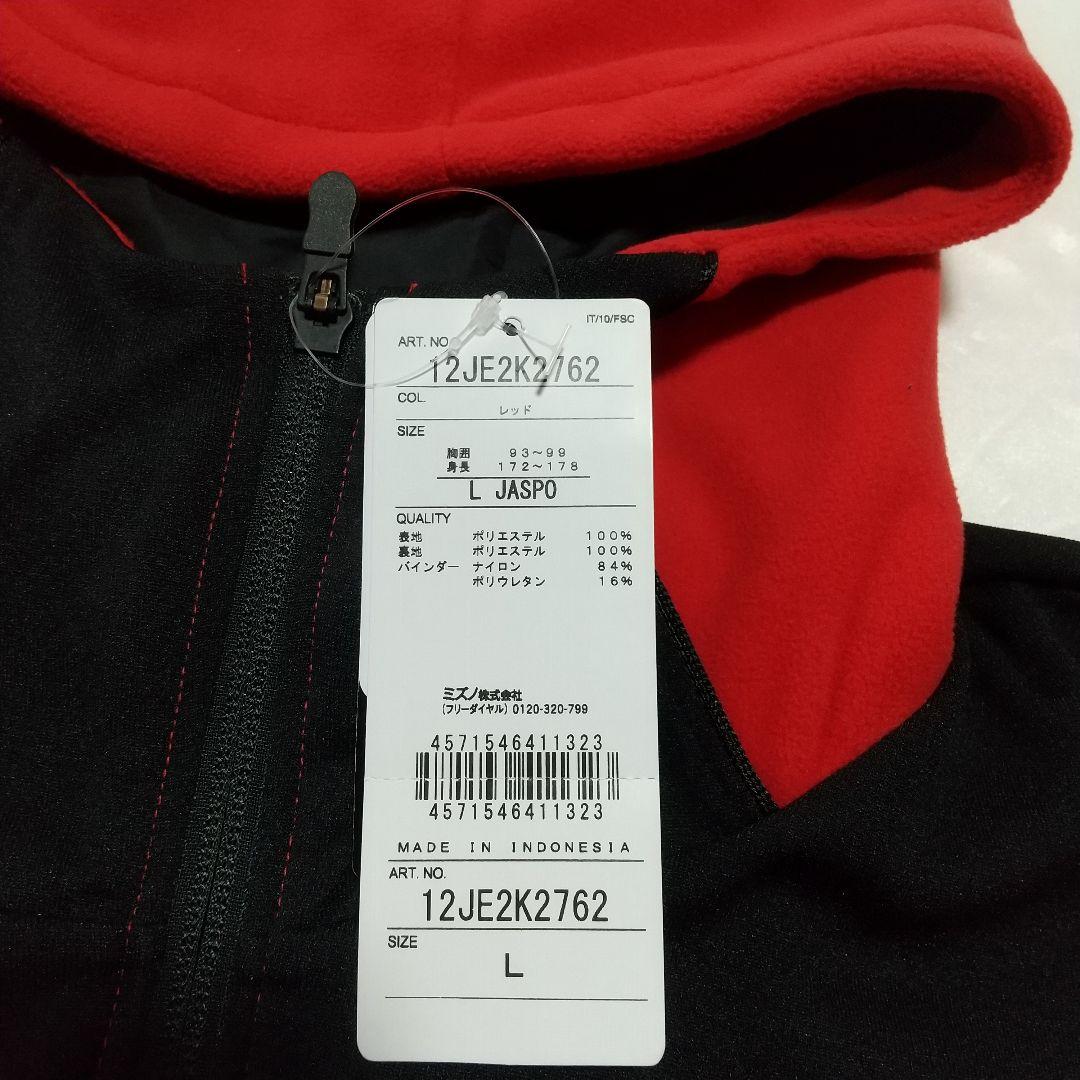 IT/10/FSC
ART. NO
12JE2K2762
COL.
レッド
SIZE
胸囲 93~99
身長 172~178
L JASPO
QUALITY
表地 ポリエステル 100%
裏地 ポリエステル 100%
バインダー ナイロン 84%
ポリウレタン 16%
ミズノ株式会社
(フリーダイヤル) 0120-320-799
4571546411323
4571546411323
MADE IN INDONESIA
ART. NO.
12JE2K2762
SIZE
L